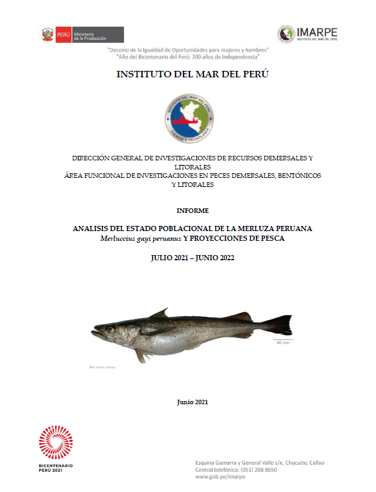 PERÚ
Ministerio
de la Producción
IMARPE
INSTITUTO DEL MAR DEL PERÚ
"Decenio de la Igualdad de Oportunidades para mujeres y hombres"
"Año del Bicentenario del Perú: 200 años de Independencia"
INSTITUTO DEL MAR DEL PERÚ
DIRECCIÓN GENERAL DE INVESTIGACIONES DE RECURSOS DEMERSALES Y
LITORALES
ÁREA FUNCIONAL DE INVESTIGACIONES EN PECES DEMERSALES, BENTÓNICOS
Y LITORALES
INFORME
ANALISIS DEL ESTADO POBLACIONAL DE LA MERLUZA PERUANA
Merluccius gayi peruanus Y PROYECCIONES DE PESCA
JULIO 2021 – JUNIO 2022
Junio 2021
BICENTENARIO
PERÚ 2021
Esquina Gamarra y General Valle s/n, Chucuito, Callao
Central telefónica: (051) 208 8650
www.gob.pe/imarpe